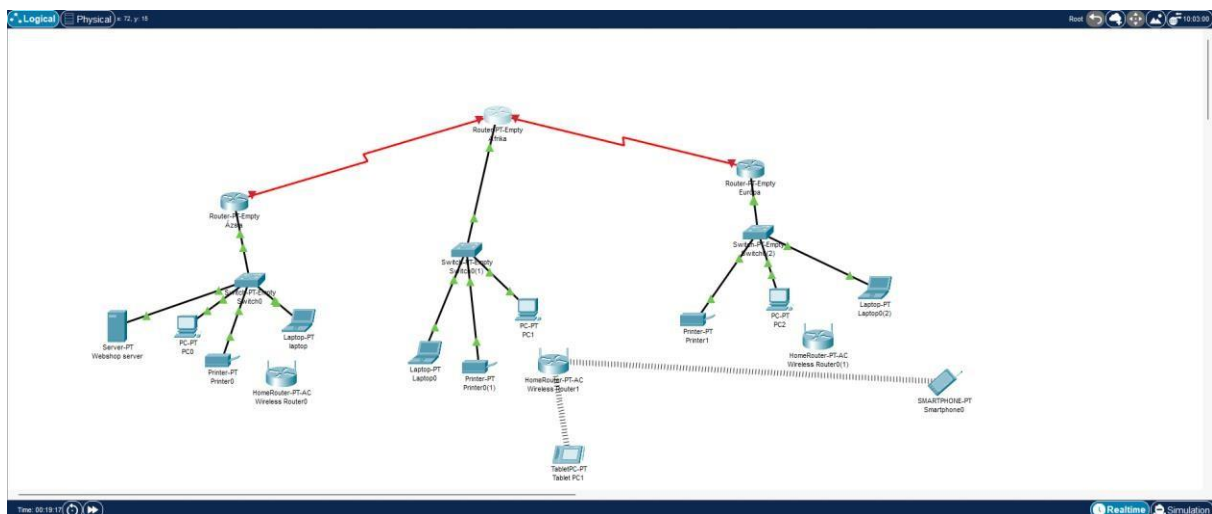 Logical Physical x: 72, y: 18 Root 10:03:00
Router-PT-Empty
Afrika
Router-PT-Empty
Europa
Router-PT-Empty
Ázsia
Switch-PT-Empty
Switch0(1)
Switch-PT-Empty
Switch0(2)
Switch-PT-Empty
Switch0
Server-PT
Webshop server
PC-PT
PC0
Printer-PT
Printer0
Laptop-PT
laptop
HomeRouter-PT-AC
Wireless Router0
Laptop-PT
Laptop0
Printer-PT
Printer0(1)
PC-PT
PC1
HomeRouter-PT-AC
Wireless Router1
TabletPC-PT
Tablet PC1
Printer-PT
Printer1
PC-PT
PC2
Laptop-PT
Laptop0(2)
HomeRouter-PT-AC
Wireless Router0(1)
SMARTPHONE-PT
Smartphone0
Time: 00:19:17 Realtime Simulation